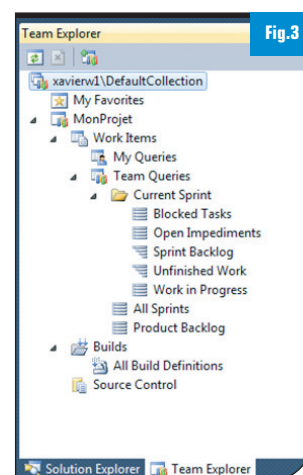 Team Explorer
Fig.3
xavierw1\DefaultCollection
My Favorites
MonProjet
Work Items
My Queries
Team Queries
Current Sprint
Blocked Tasks
Open Impediments
Sprint Backlog
Unfinished Work
Work in Progress
All Sprints
Product Backlog
Builds
All Build Definitions
Source Control
Solution Explorer Team Explorer